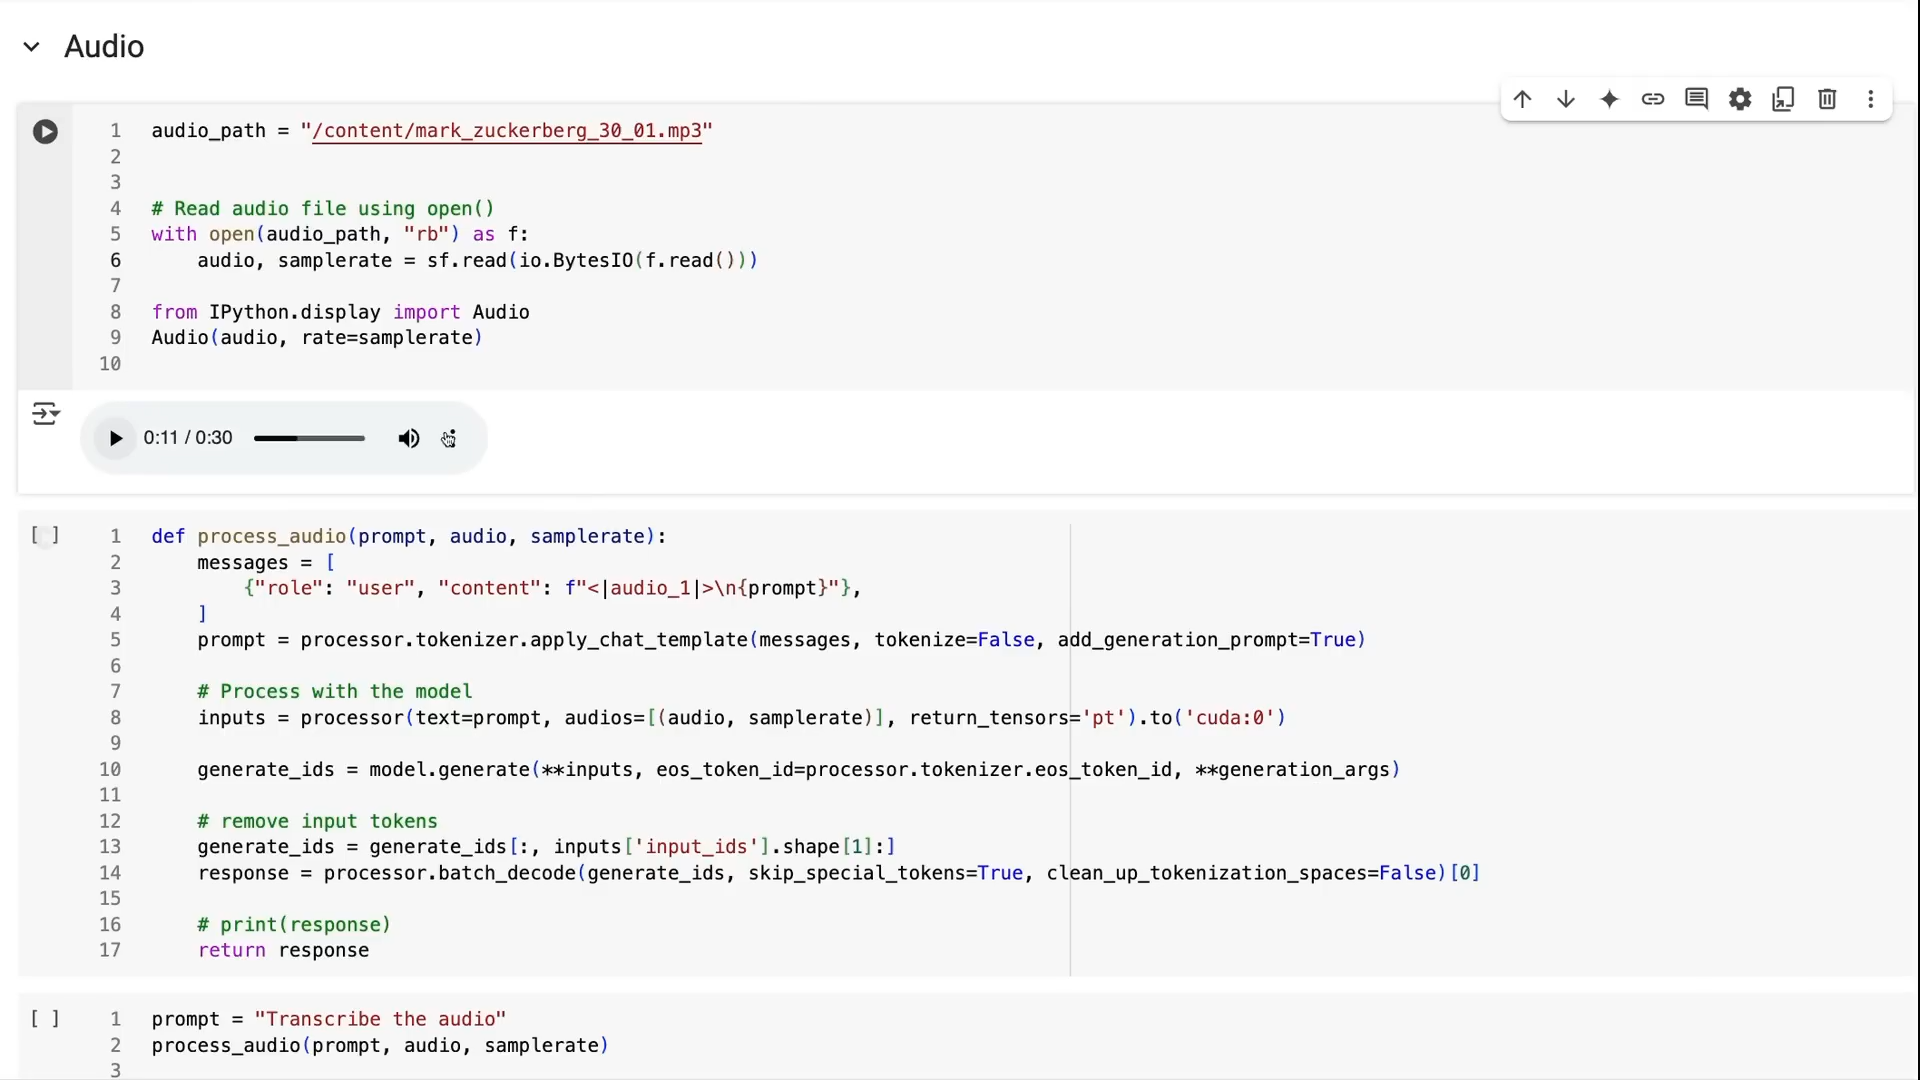 Audio
1 audio_path = "/content/mark_zuckerberg_30_01.mp3"
2
3
4 # Read audio file using open()
5 with open(audio_path, "rb") as f:
6     audio, samplerate = sf.read(io.BytesIO(f.read()))
7
8 from IPython.display import Audio
9 Audio(audio, rate=samplerate)
10
0:11 / 0:30
[ ] 1 def process_audio(prompt, audio, samplerate):
2     messages = [
3         {"role": "user", "content": f"<|audio_1|>\n{prompt}"},
4     ]
5     prompt = processor.tokenizer.apply_chat_template(messages, tokenize=False, add_generation_prompt=True)
6
7     # Process with the model
8     inputs = processor(text=prompt, audios=[(audio, samplerate)], return_tensors='pt').to('cuda:0')
9
10     generate_ids = model.generate(**inputs, eos_token_id=processor.tokenizer.eos_token_id, **generation_args)
11
12     # remove input tokens
13     generate_ids = generate_ids[:, inputs['input_ids'].shape[1]:]
14     response = processor.batch_decode(generate_ids, skip_special_tokens=True, clean_up_tokenization_spaces=False)[0]
15
16     # print(response)
17     return response
[ ] 1 prompt = "Transcribe the audio"
2 process_audio(prompt, audio, samplerate)
3